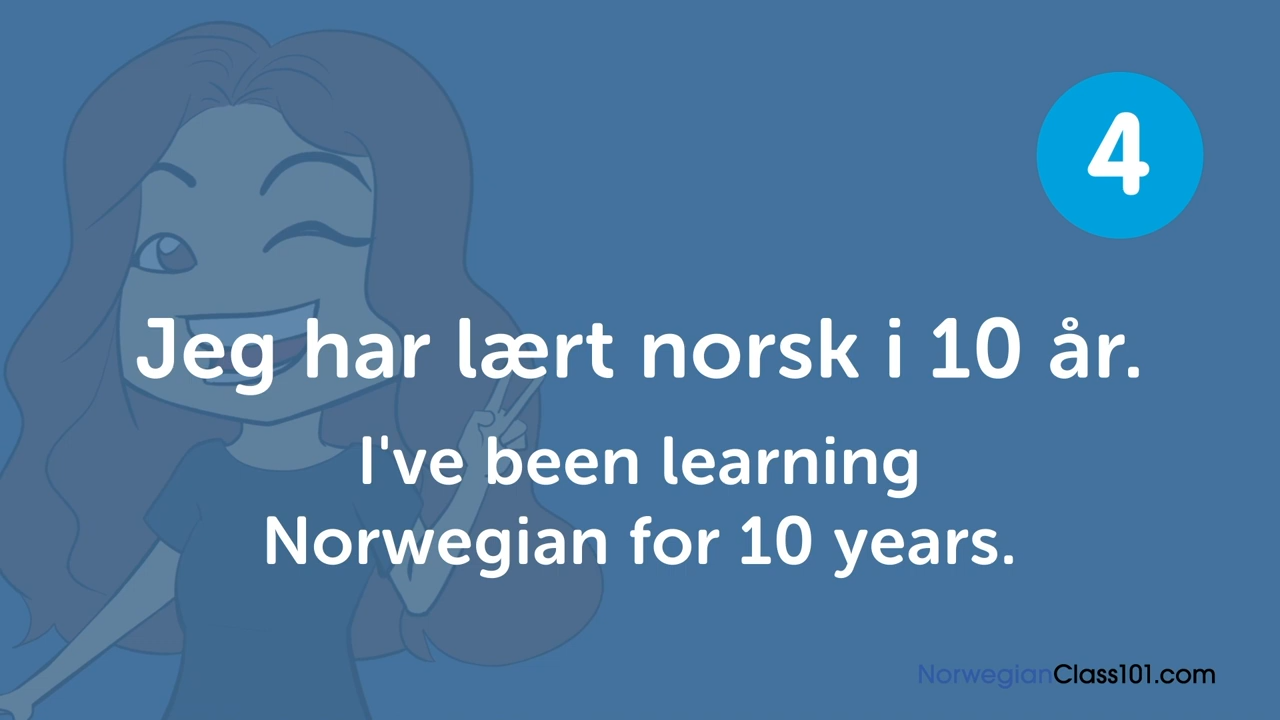 4
Jeg har lært norsk i 10 år.
I've been learning
Norwegian for 10 years.
NorwegianClass101.com